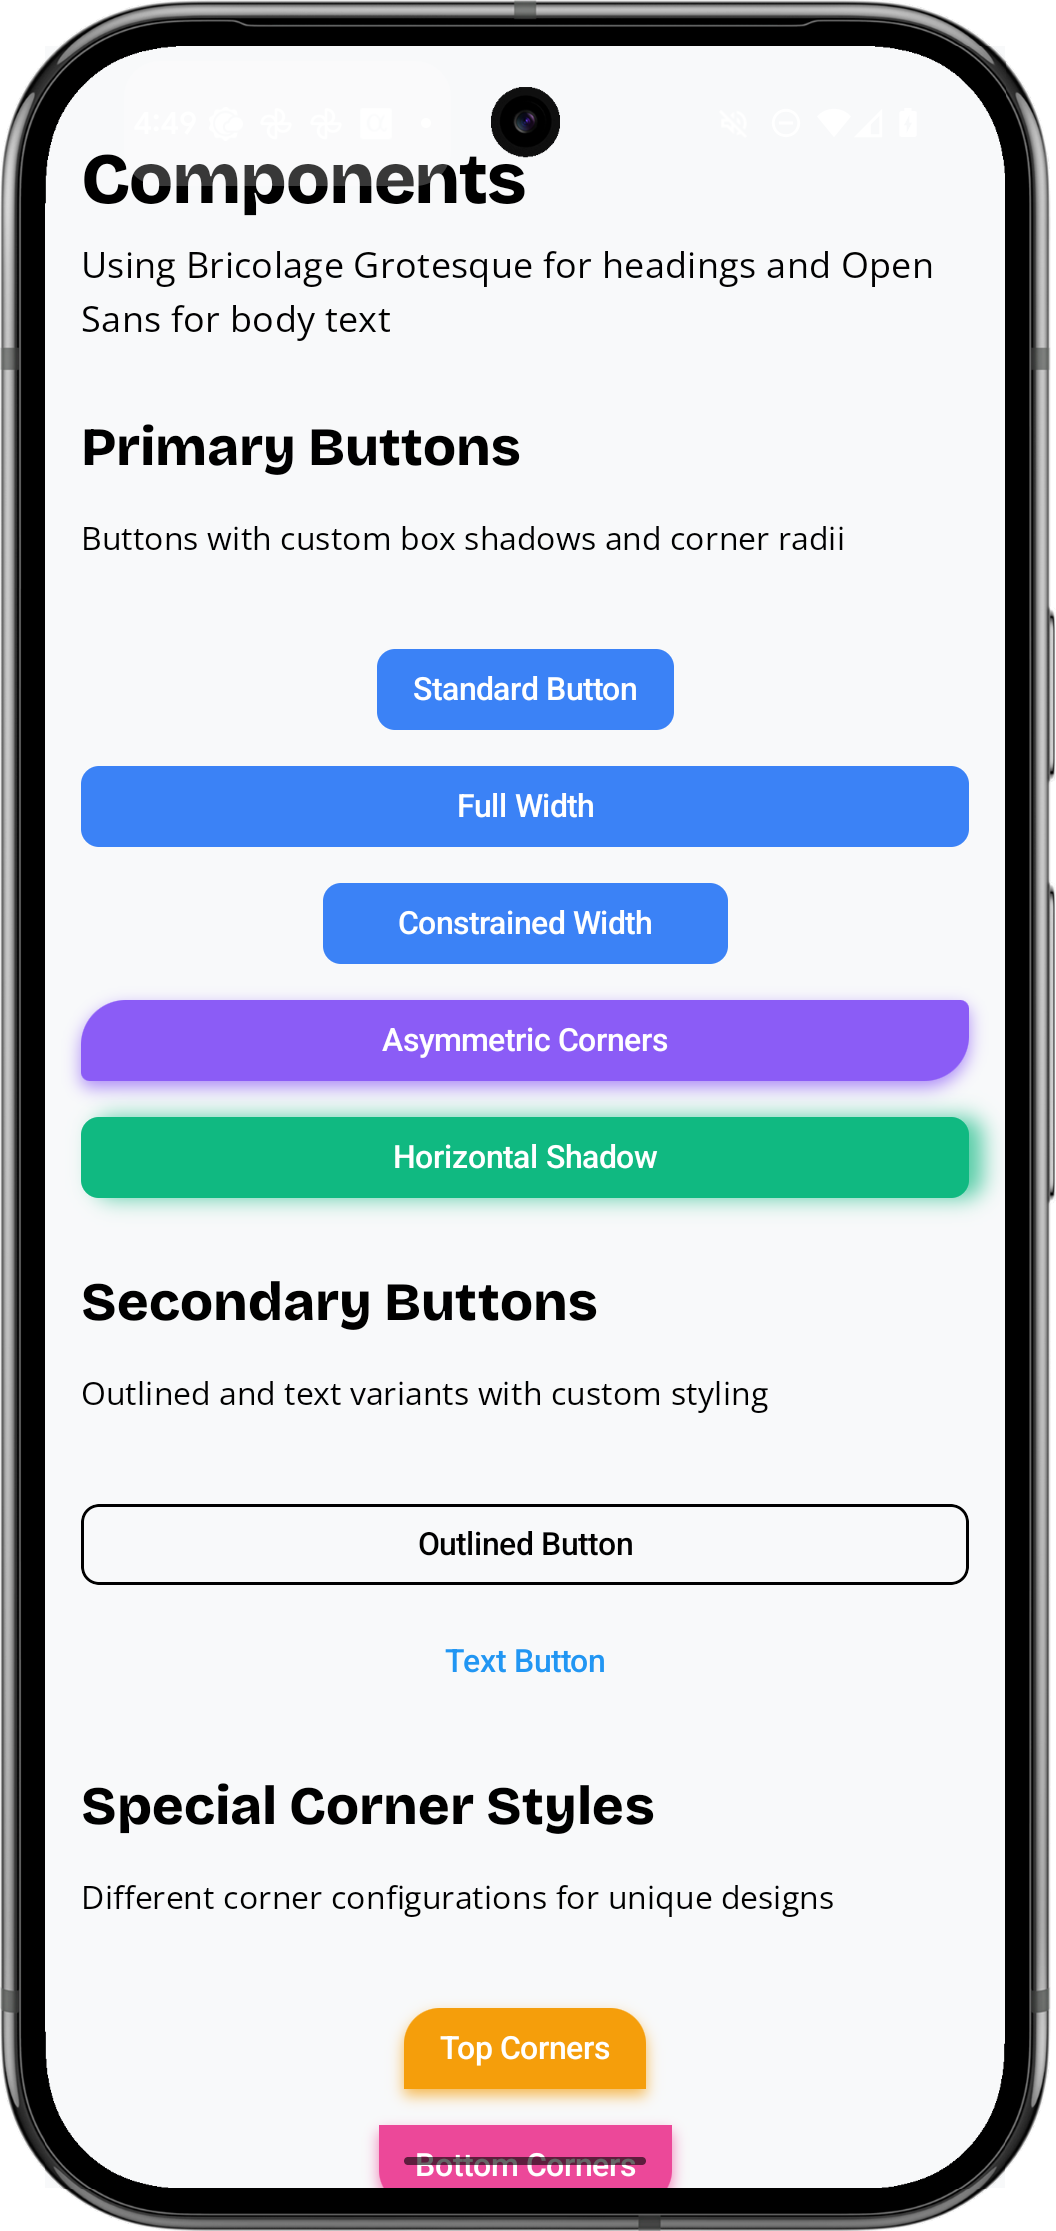 4:49
Components
Using Bricolage Grotesque for headings and Open
Sans for body text
Primary Buttons
Buttons with custom box shadows and corner radii
Standard Button
Full Width
Constrained Width
Asymmetric Corners
Horizontal Shadow
Secondary Buttons
Outlined and text variants with custom styling
Outlined Button
Text Button
Special Corner Styles
Different corner configurations for unique designs
Top Corners
Bottom Corners